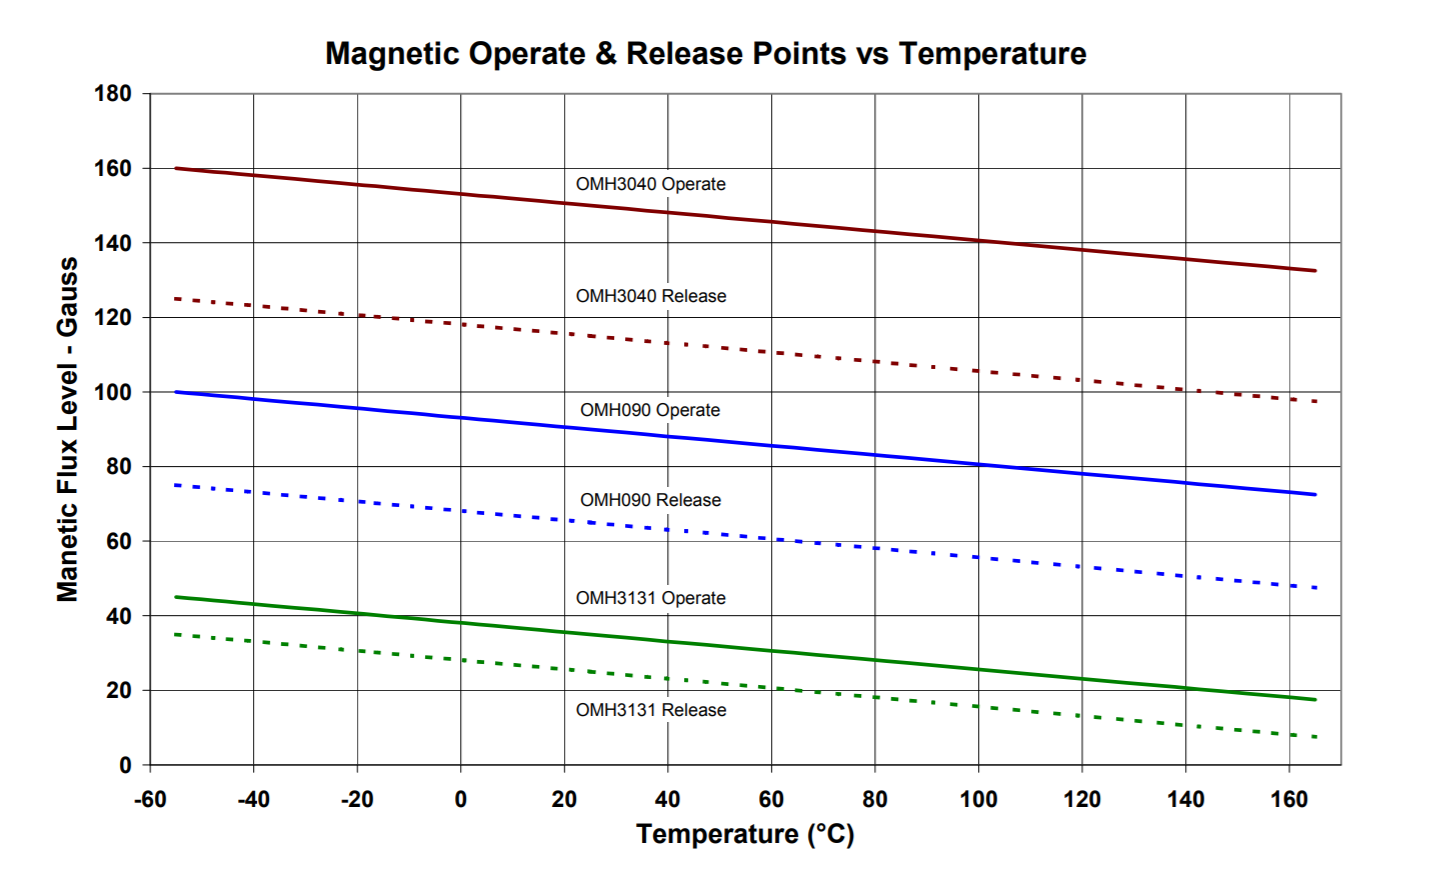 Magnetic Operate & Release Points vs Temperature
180
160
140
120
100
80
60
40
20
0
Manetic Flux Level - Gauss
OMH3040 Operate
OMH3040 Release
OMH090 Operate
OMH090 Release
OMH3131 Operate
OMH3131 Release
-60 -40 -20 0 20 40 60 80 100 120 140 160
Temperature (°C)